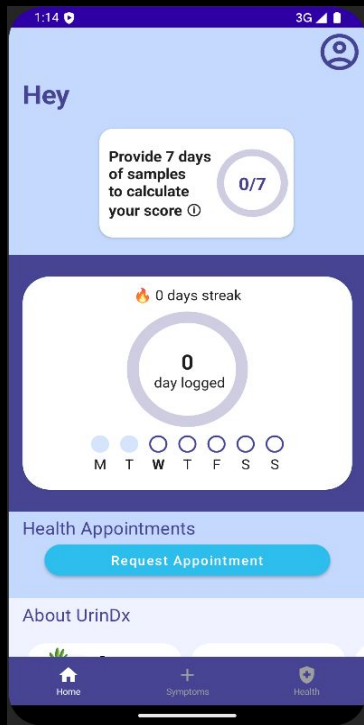 1:14
3G
Hey
Provide 7 days
of samples
to calculate
your score ⓘ
0/7
🔥 0 days streak
0
day logged
M T W T F S S
Health Appointments
Request Appointment
About UrinDx
Home
Symptoms
Health